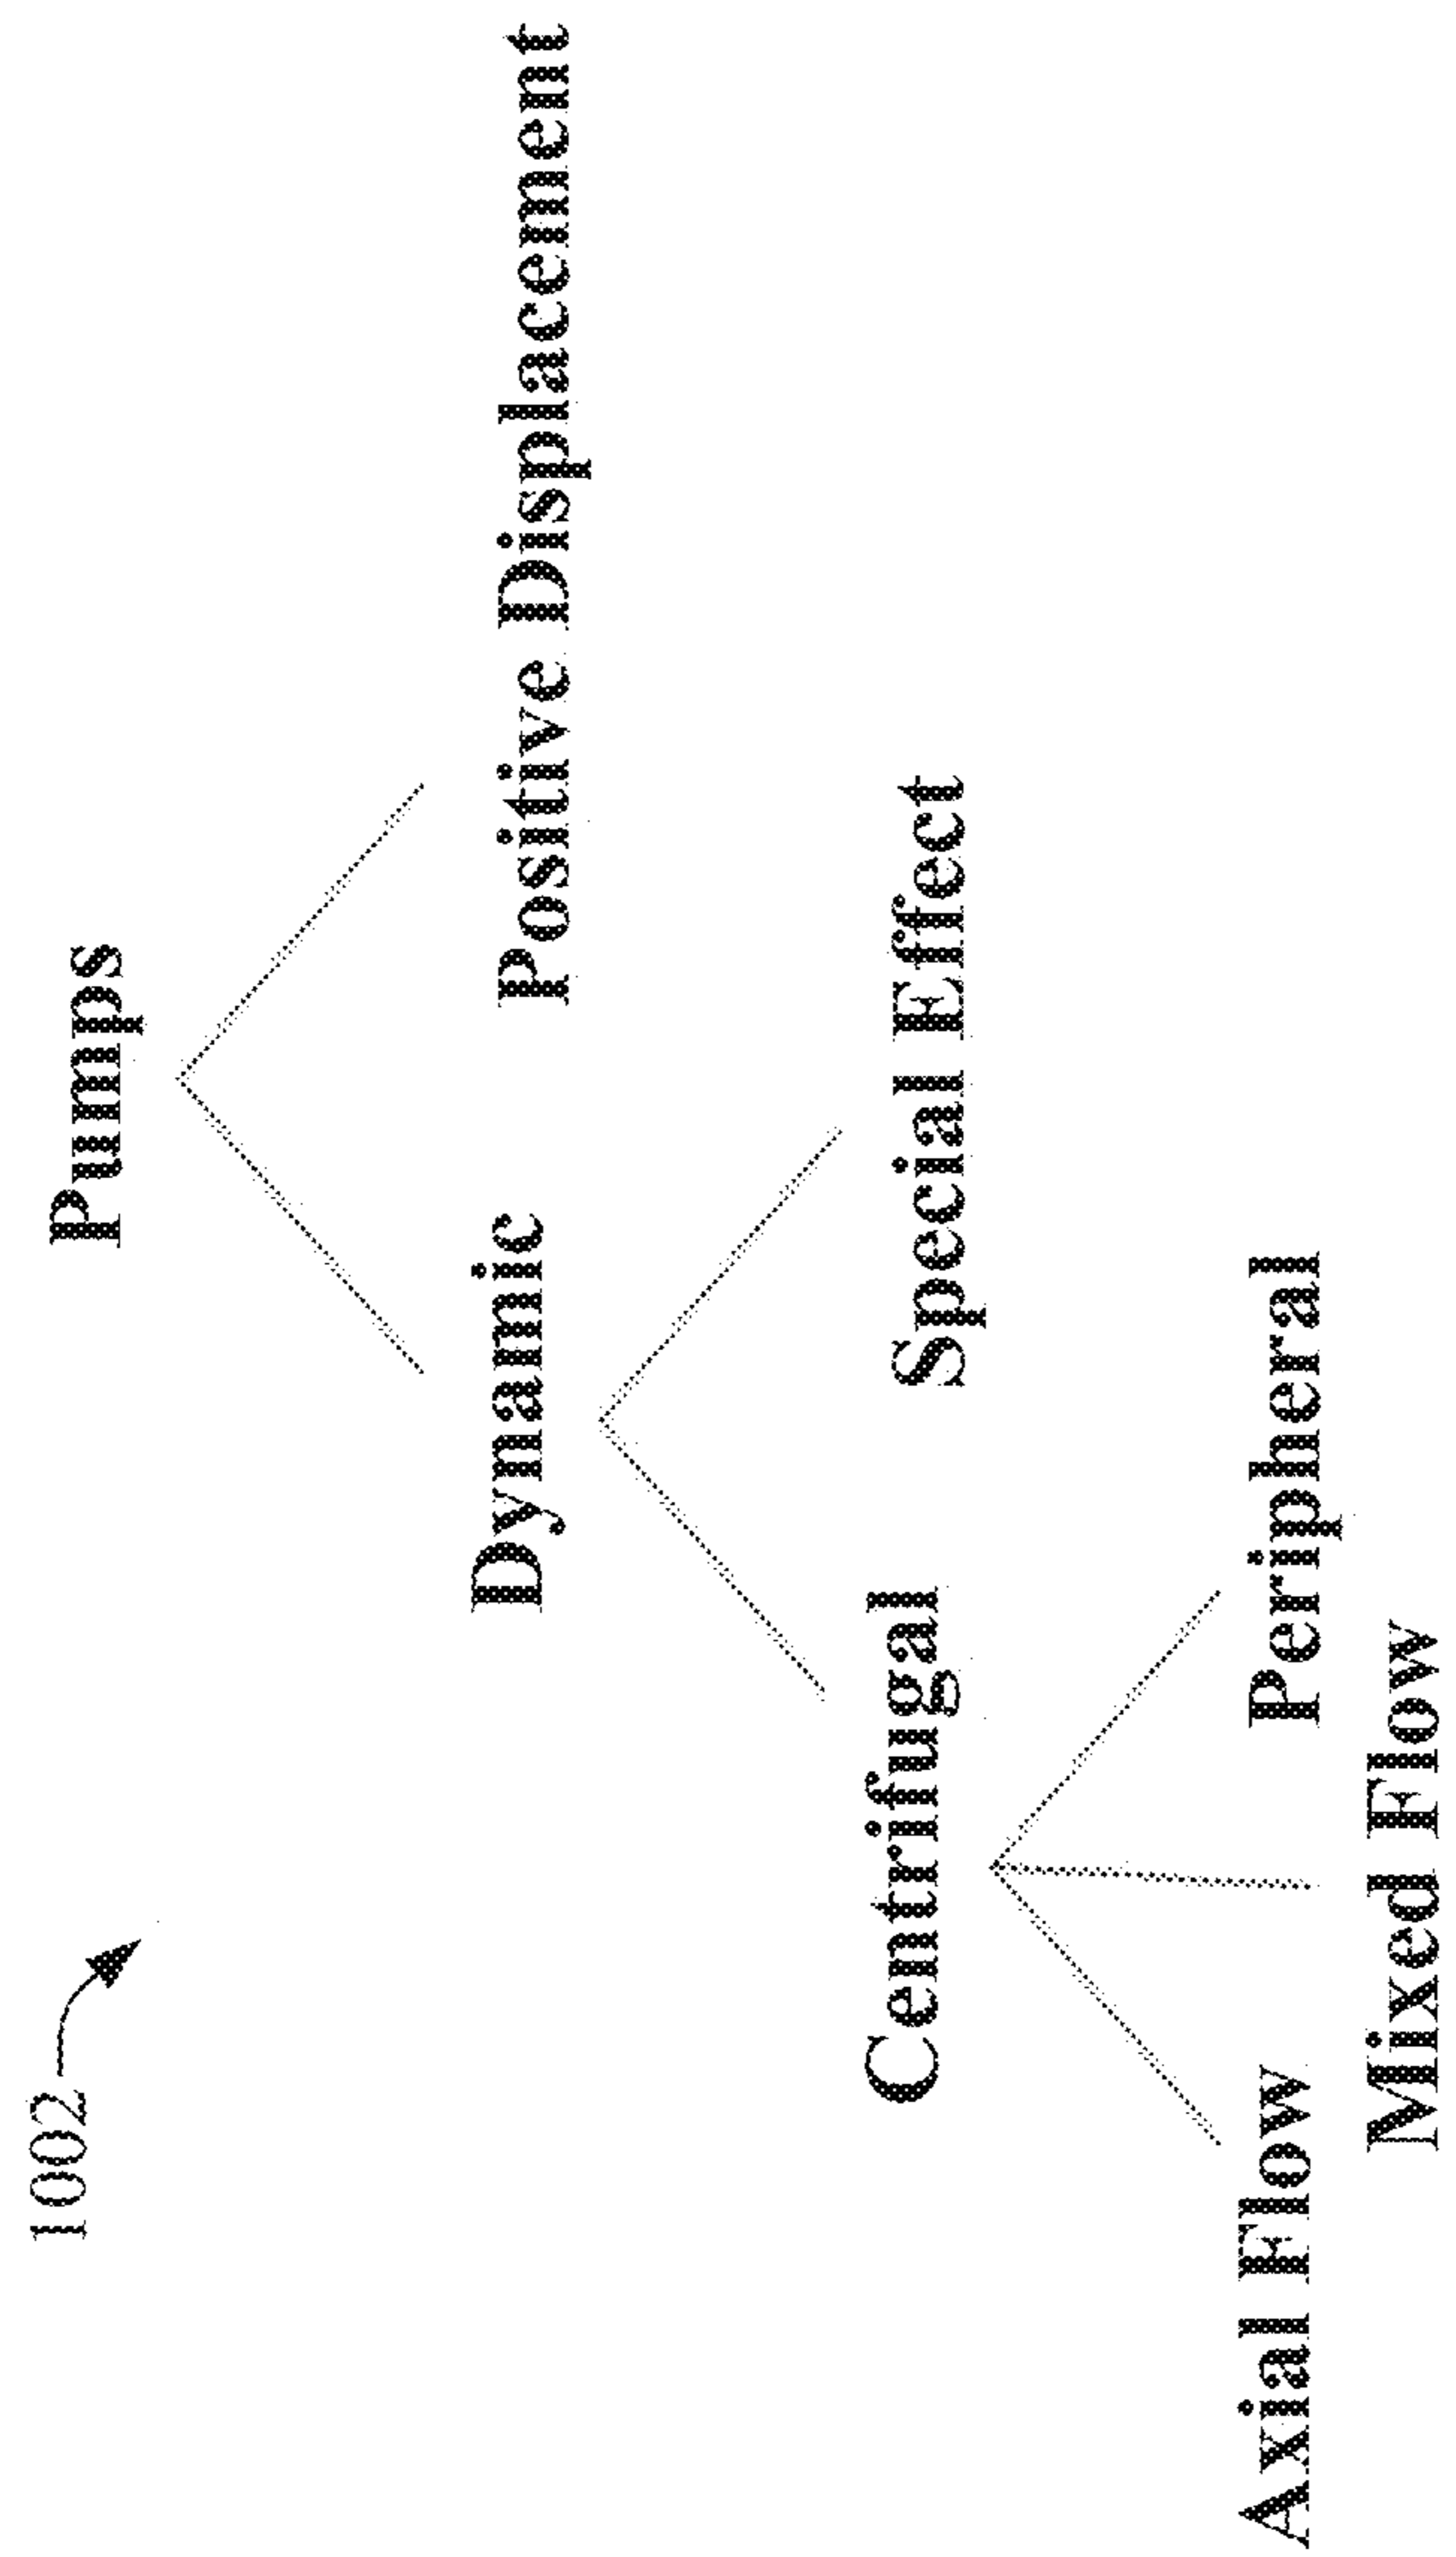 1002
Pumps
Dynamic
Positive Displacement
Centrifugal
Special Effect
Axial Flow
Peripheral
Mixed Flow